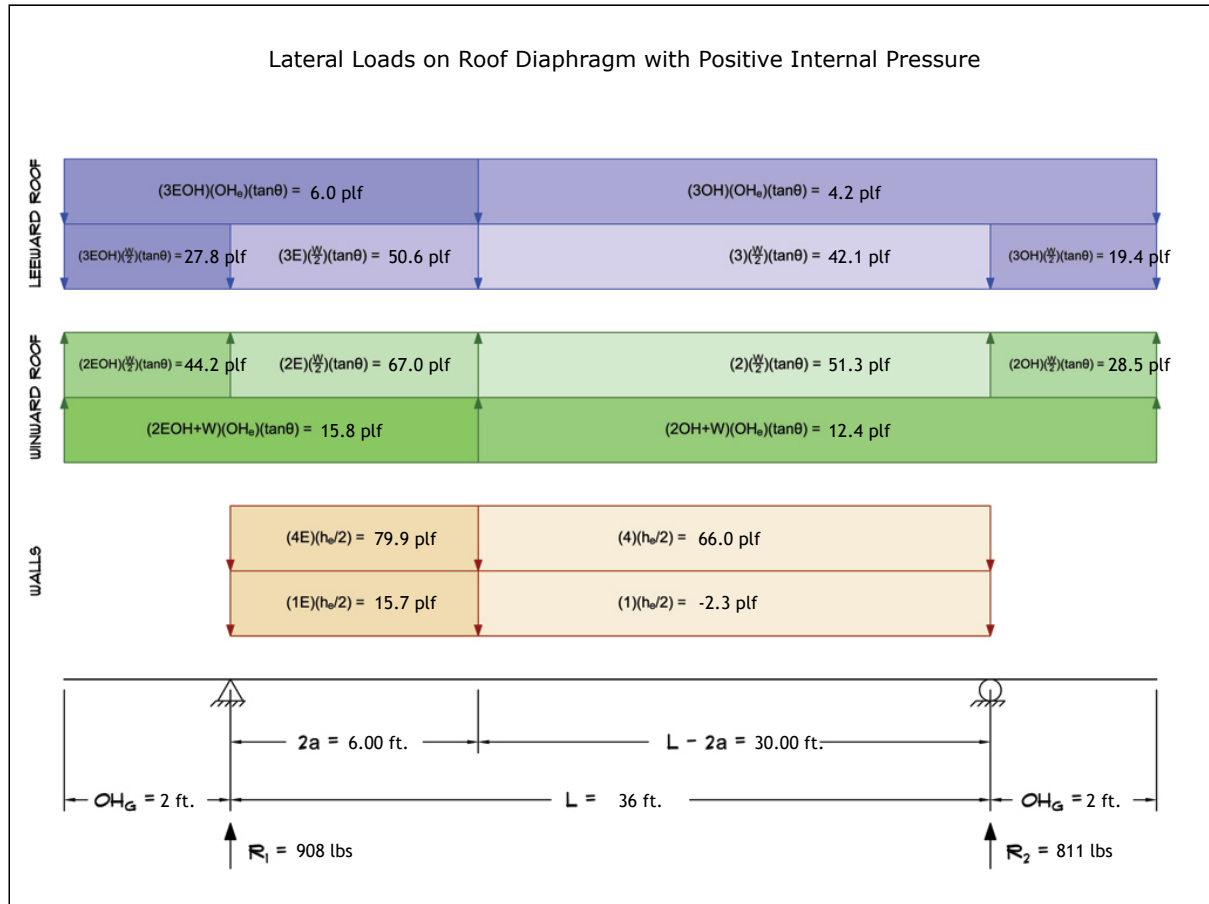 Lateral Loads on Roof Diaphragm with Positive Internal Pressure
LEEWARD ROOF
(3EOH)(OHₑ)(tanθ) = 6.0 plf
(3OH)(OHₑ)(tanθ) = 4.2 plf
(3EOH)(W/2)(tanθ) = 27.8 plf
(3E)(W/2)(tanθ) = 50.6 plf
(3)(W/2)(tanθ) = 42.1 plf
(3OH)(W/2)(tanθ) = 19.4 plf
WINWARD ROOF
(2EOH)(W/2)(tanθ) = 44.2 plf
(2E)(W/2)(tanθ) = 67.0 plf
(2)(W/2)(tanθ) = 51.3 plf
(2OH)(W/2)(tanθ) = 28.5 plf
(2EOH+W)(OHₑ)(tanθ) = 15.8 plf
(2OH+W)(OHₑ)(tanθ) = 12.4 plf
WALLS
(4E)(hₑ/2) = 79.9 plf
(4)(hₑ/2) = 66.0 plf
(1E)(hₑ/2) = 15.7 plf
(1)(hₑ/2) = -2.3 plf
2a = 6.00 ft.
L - 2a = 30.00 ft.
OH_G = 2 ft.
L = 36 ft.
OH_G = 2 ft.
R₁ = 908 lbs
R₂ = 811 lbs